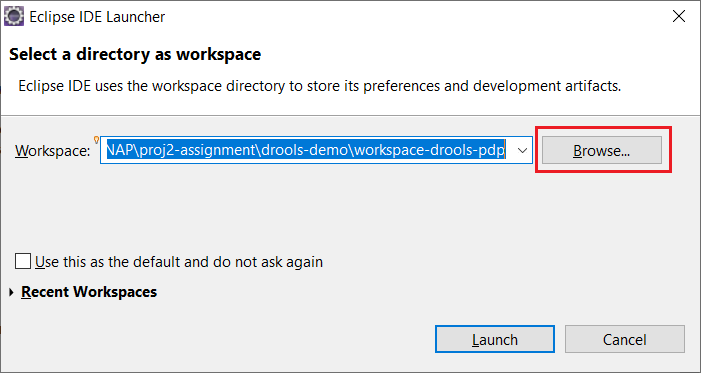 Eclipse IDE Launcher
Select a directory as workspace
Eclipse IDE uses the workspace directory to store its preferences and development artifacts.
Workspace: NAP\proj2-assignment\drools-demo\workspace-drools-pdp Browse...
Use this as the default and do not ask again
Recent Workspaces
Launch Cancel